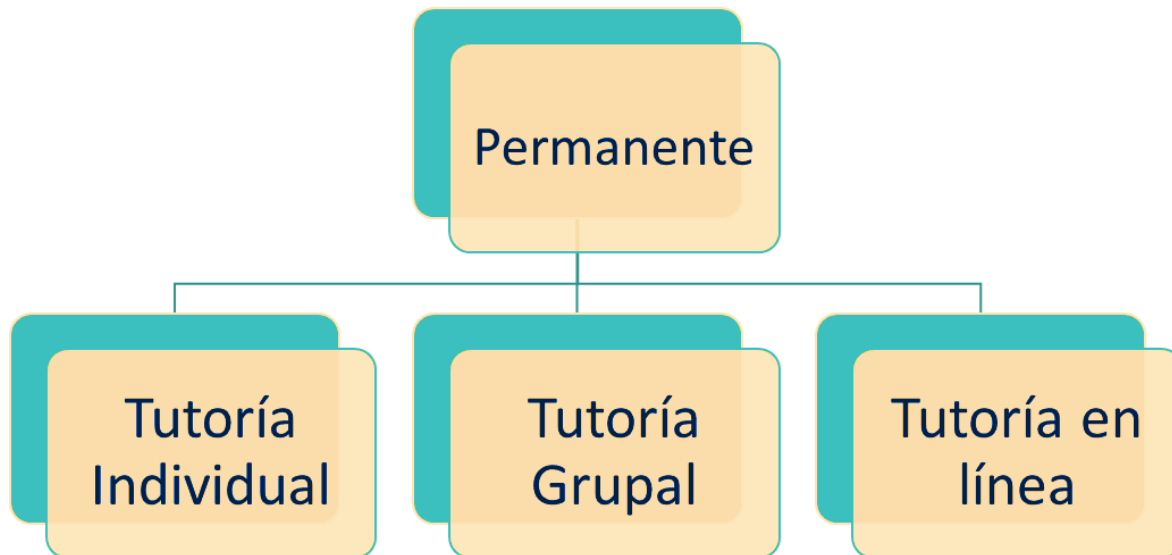 Permanente
Tutoría
Individual
Tutoría
Grupal
Tutoría en
línea